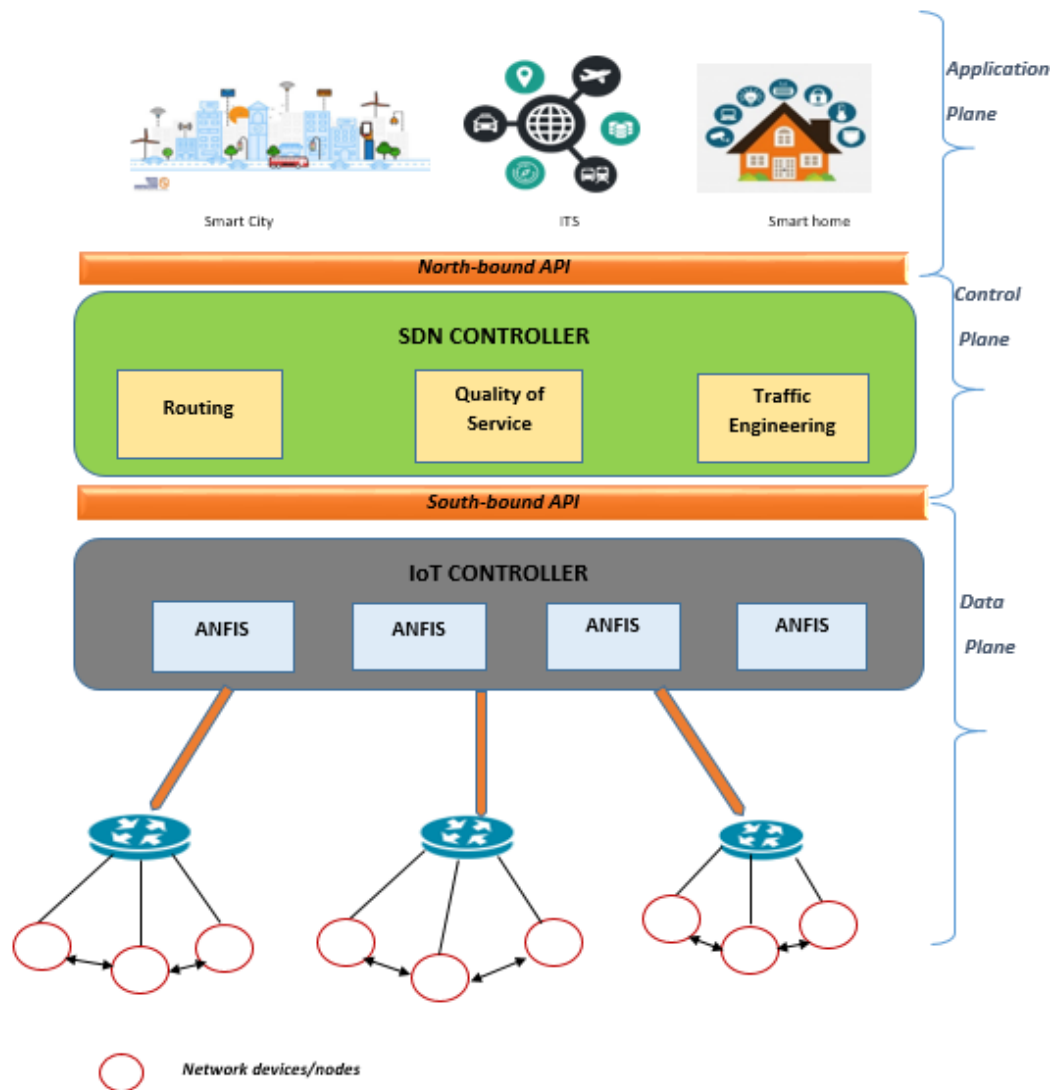 Application
Plane
Smart City
ITS
Smart home
North-bound API
Control
Plane
SDN CONTROLLER
Routing
Quality of
Service
Traffic
Engineering
South-bound API
IoT CONTROLLER
ANFIS
ANFIS
ANFIS
ANFIS
Data
Plane
Network devices/nodes